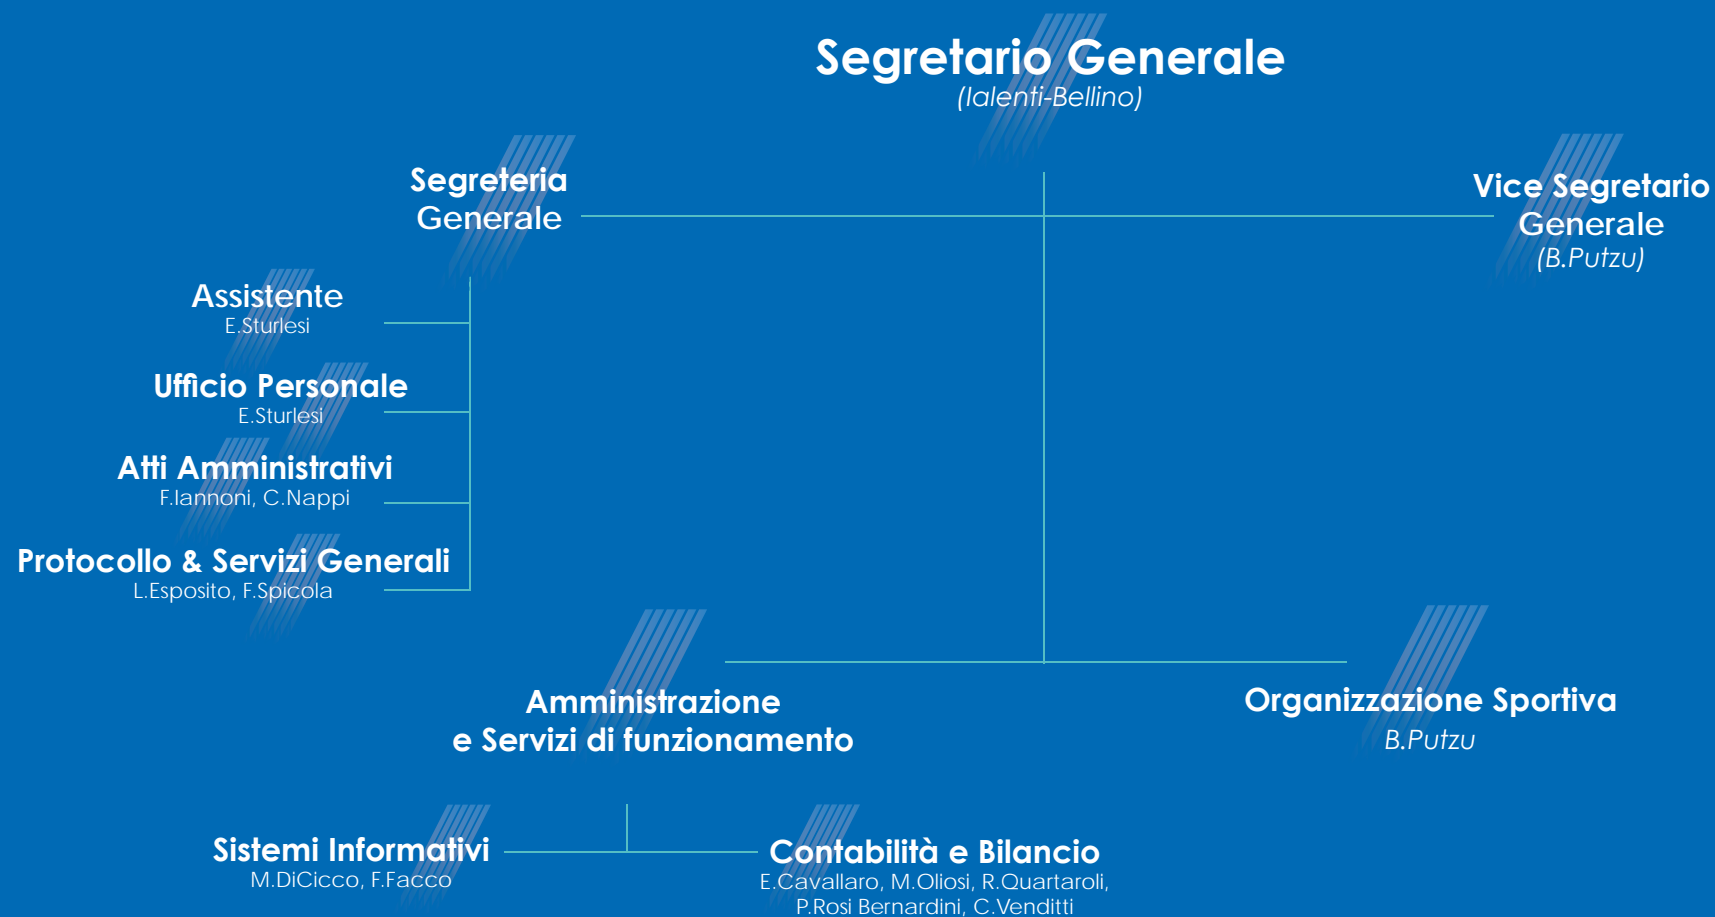 Segretario Generale
(Ialenti-Bellino)
Segreteria
Generale
Vice Segretario
Generale
(B.Putzu)
Assistente
E.Sturlesi
Ufficio Personale
E.Sturlesi
Atti Amministrativi
F.Iannoni, C.Nappi
Protocollo & Servizi Generali
L.Esposito, F.Spicola
Amministrazione
e Servizi di funzionamento
Organizzazione Sportiva
B.Putzu
Sistemi Informativi
M.DiCicco, F.Facco
Contabilità e Bilancio
E.Cavallaro, M.Oliosi, R.Quartaroli,
P.Rosi Bernardini, C.Venditti